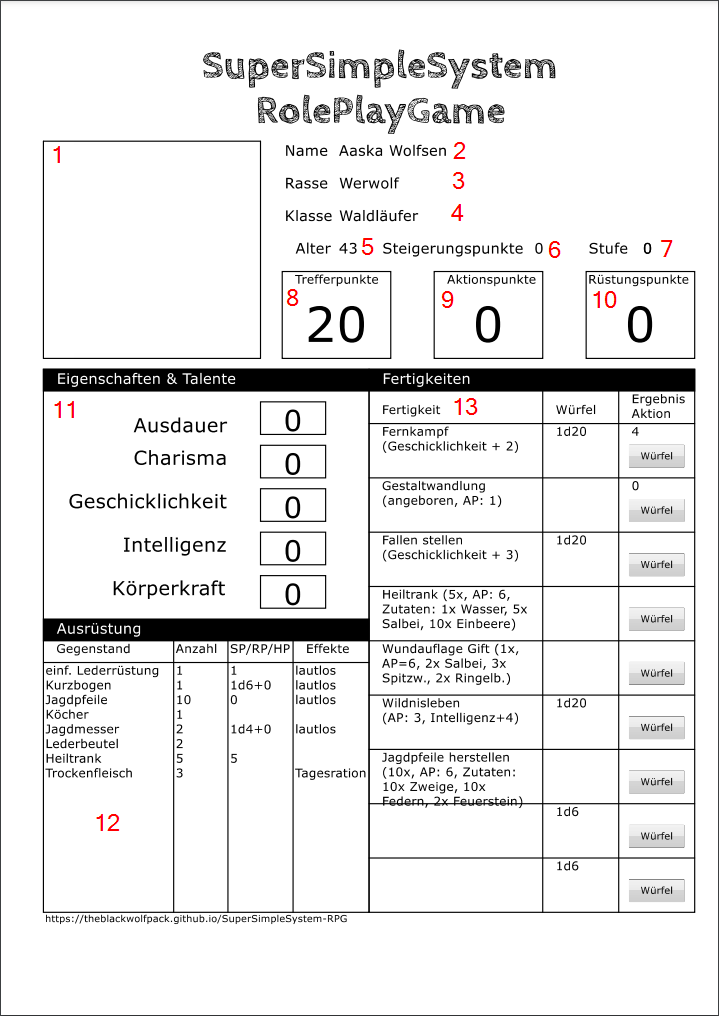 SuperSimpleSystem
RolePlayGame
1
Name Aaska Wolfsen 2
Rasse Werwolf 3
Klasse Waldläufer 4
Alter 43 5 Steigerungspunkte 0 6 Stufe 0 7
Trefferpunkte
8
20
Aktionspunkte
9
0
Rüstungspunkte
10
0
Eigenschaften & Talente
11
Ausdauer 0
Charisma 0
Geschicklichkeit 0
Intelligenz 0
Körperkraft 0
Ausrüstung
Gegenstand Anzahl SP/RP/HP Effekte
einf. Lederrüstung 1 1 lautlos
Kurzbogen 1 1d6+0 lautlos
Jagdpfeile 10 0 lautlos
Köcher 1
Jagdmesser 2 1d4+0 lautlos
Lederbeutel 2
Heiltrank 5 5
Trockenfleisch 3 Tagesration
12
Fertigkeiten
Fertigkeit 13 Würfel Ergebnis
Aktion
Fernkampf 1d20 4
(Geschicklichkeit + 2)
Würfel
Gestaltwandlung 0
(angeboren, AP: 1)
Würfel
Fallen stellen 1d20
(Geschicklichkeit + 3)
Würfel
Heiltrank (5x, AP: 6,
Zutaten: 1x Wasser, 5x
Salbei, 10x Einbeere)
Würfel
Wundauflage Gift (1x,
AP=6, 2x Salbei, 3x
Spitzw., 2x Ringelb.)
Würfel
Wildnisleben 1d20
(AP: 3, Intelligenz+4)
Würfel
Jagdpfeile herstellen
(10x, AP: 6, Zutaten:
10x Zweige, 10x
Federn, 2x Feuerstein)
Würfel
1d6
Würfel
1d6
Würfel
https://theblackwolfpack.github.io/SuperSimpleSystem-RPG